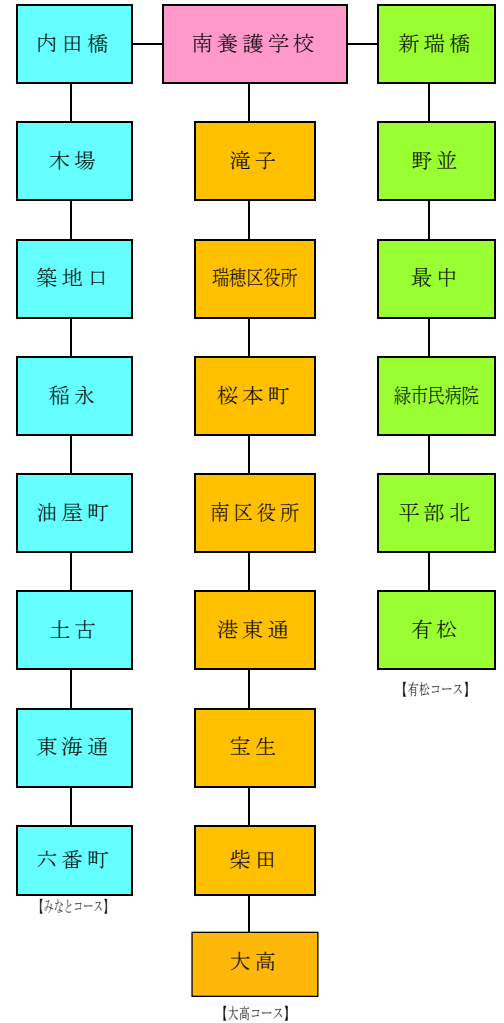 内田橋
南養護学校
新瑞橋
木場
滝子
野並
築地口
瑞穂区役所
最中
稲永
桜本町
緑市民病院
油屋町
南区役所
平部北
土古
港東通
有松
【有松コース】
東海通
宝生
六番町
柴田
【みなとコース】
大高
【大高コース】